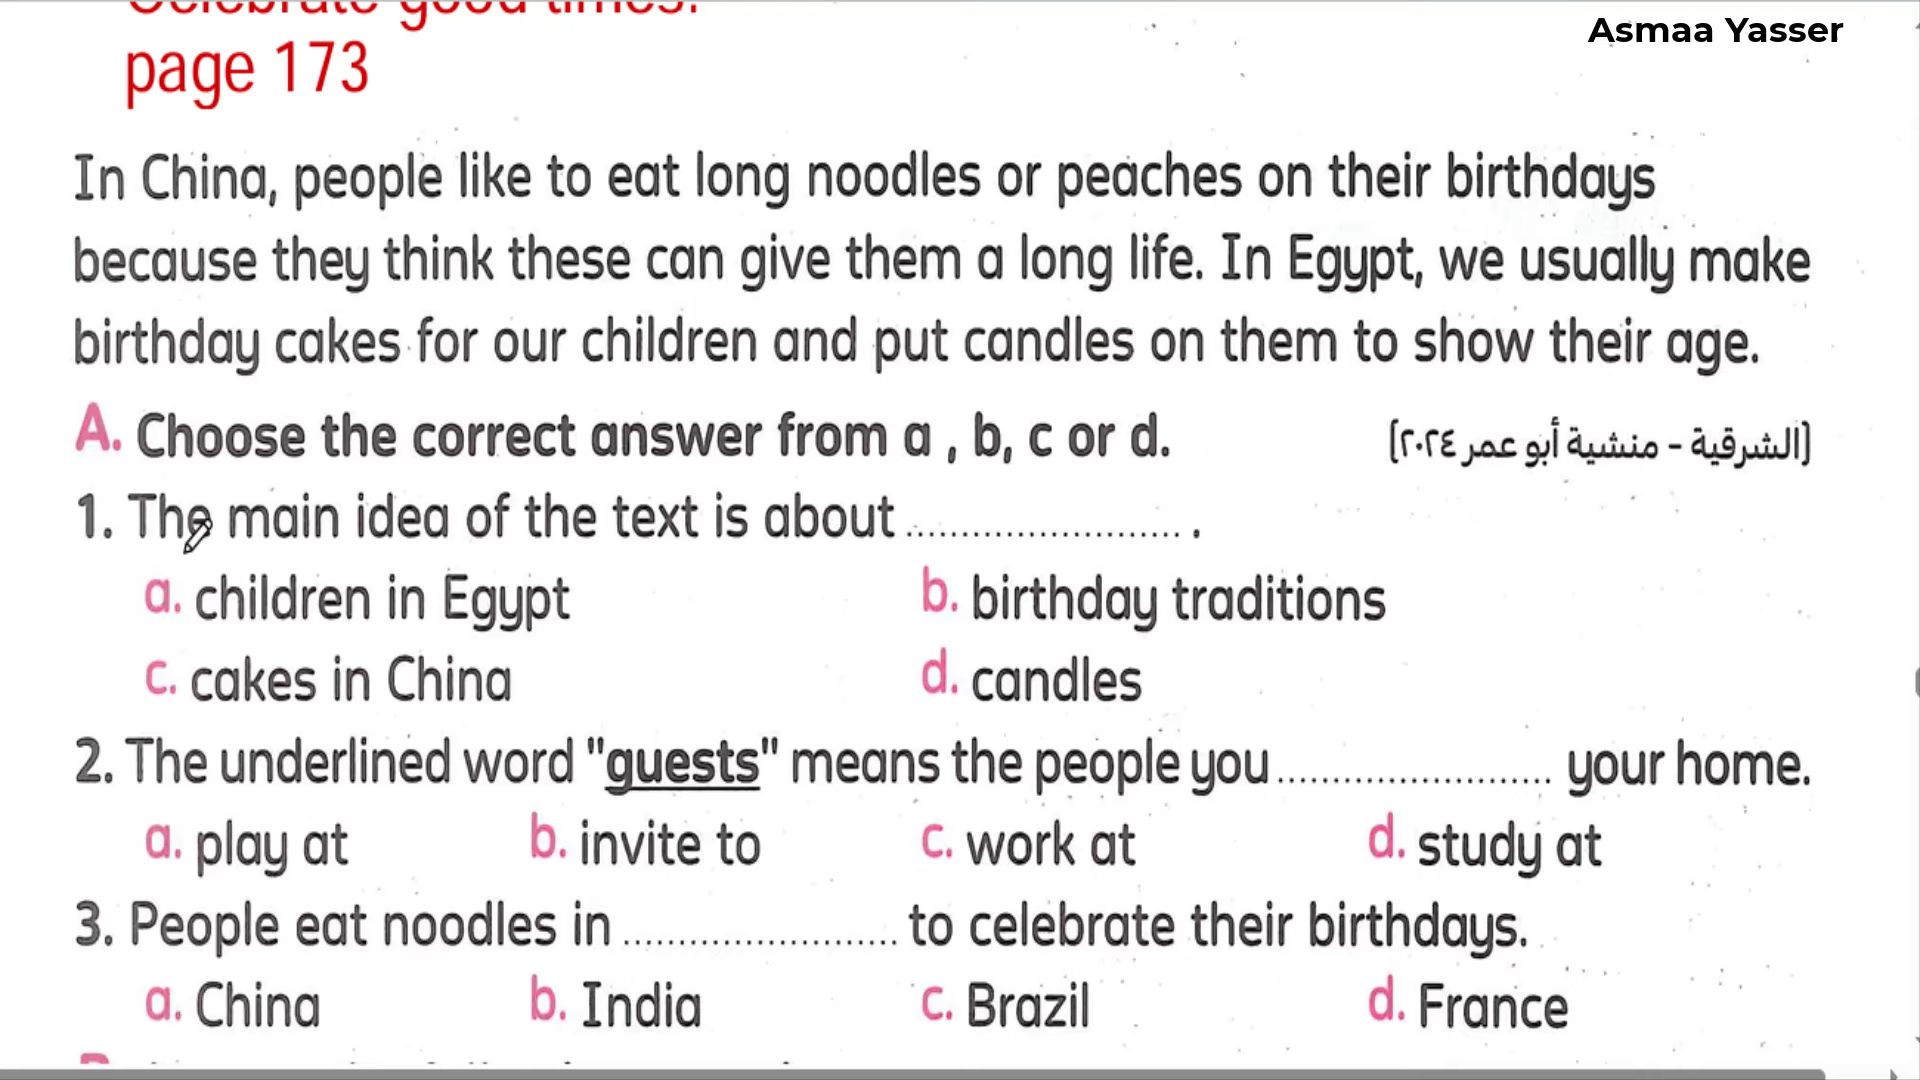 Celebrate good times!
Asmaa Yasser
page 173
In China, people like to eat long noodles or peaches on their birthdays
because they think these can give them a long life. In Egypt, we usually make
birthday cakes for our children and put candles on them to show their age.
A. Choose the correct answer from a , b, c or d.
[الشرقية - منشية أبو عمر ٢٠٢٤]
1. The main idea of the text is about ........................ .
a. children in Egypt b. birthday traditions
c. cakes in China d. candles
2. The underlined word "guests" means the people you ........................ your home.
a. play at b. invite to c. work at d. study at
3. People eat noodles in ........................ to celebrate their birthdays.
a. China b. India c. Brazil d. France